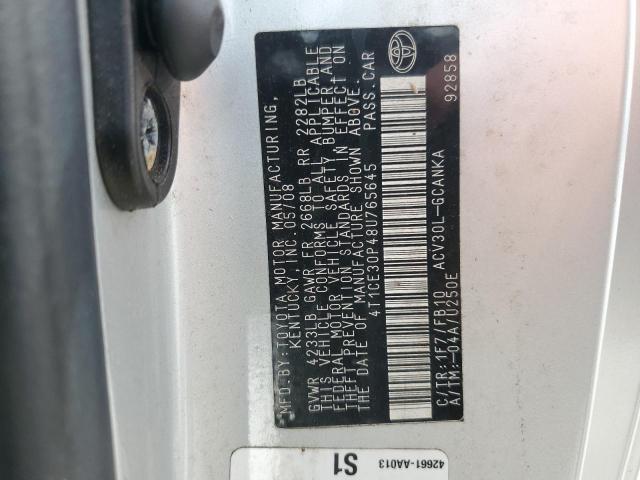 MFD.BY:TOYOTA MOTOR MANUFACTURING,
KENTUCKY, INC. 05/08
GVWR 4233LB GAWR FR 2668LB RR 2282LB
THIS VEHICLE CONFORMS TO ALL APPLICABLE
FEDERAL MOTOR VEHICLE SAFETY, BUMPER, AND
THEFT PREVENTION STANDARDS IN EFFECT ON
THE DATE OF MANUFACTURE SHOWN ABOVE.
4T1CE30P48U765645 PASS.CAR
C/TR:1F7/FB10 ACV30L-GCANKA
A/TM:-04A/U250E 92858
42661-AA013
S1